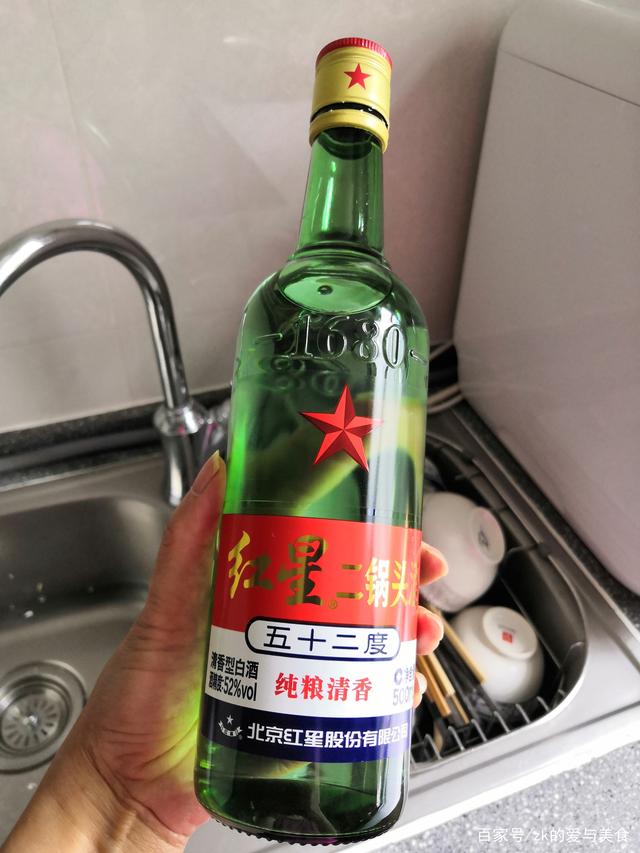 -1680-
红星®二锅头
五十二度
清香型白酒
酒精度:52%vol
纯粮清香
500
北京红星股份有限公司
百家号/zk的爱与美食